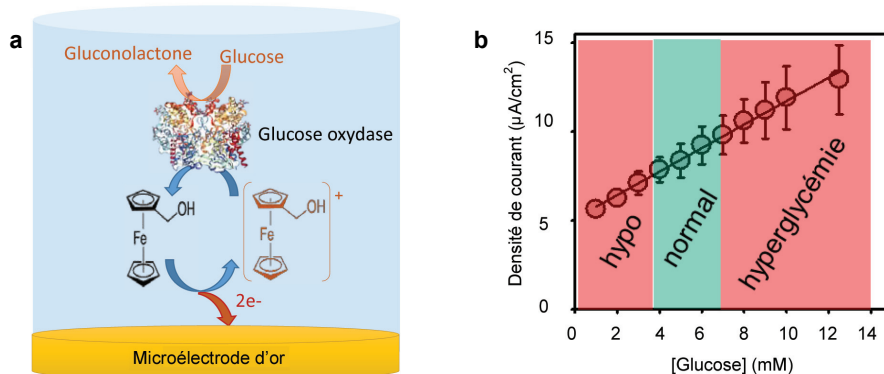 a
Gluconolactone Glucose
Glucose oxydase
OH
Fe
OH
+
Fe
2e-
Microélectrode d'or
b
Densité de courant (µA/cm²)
15
10
5
0
hypo
normal
hyperglycémie
0 2 4 6 8 10 12 14
[Glucose] (mM)